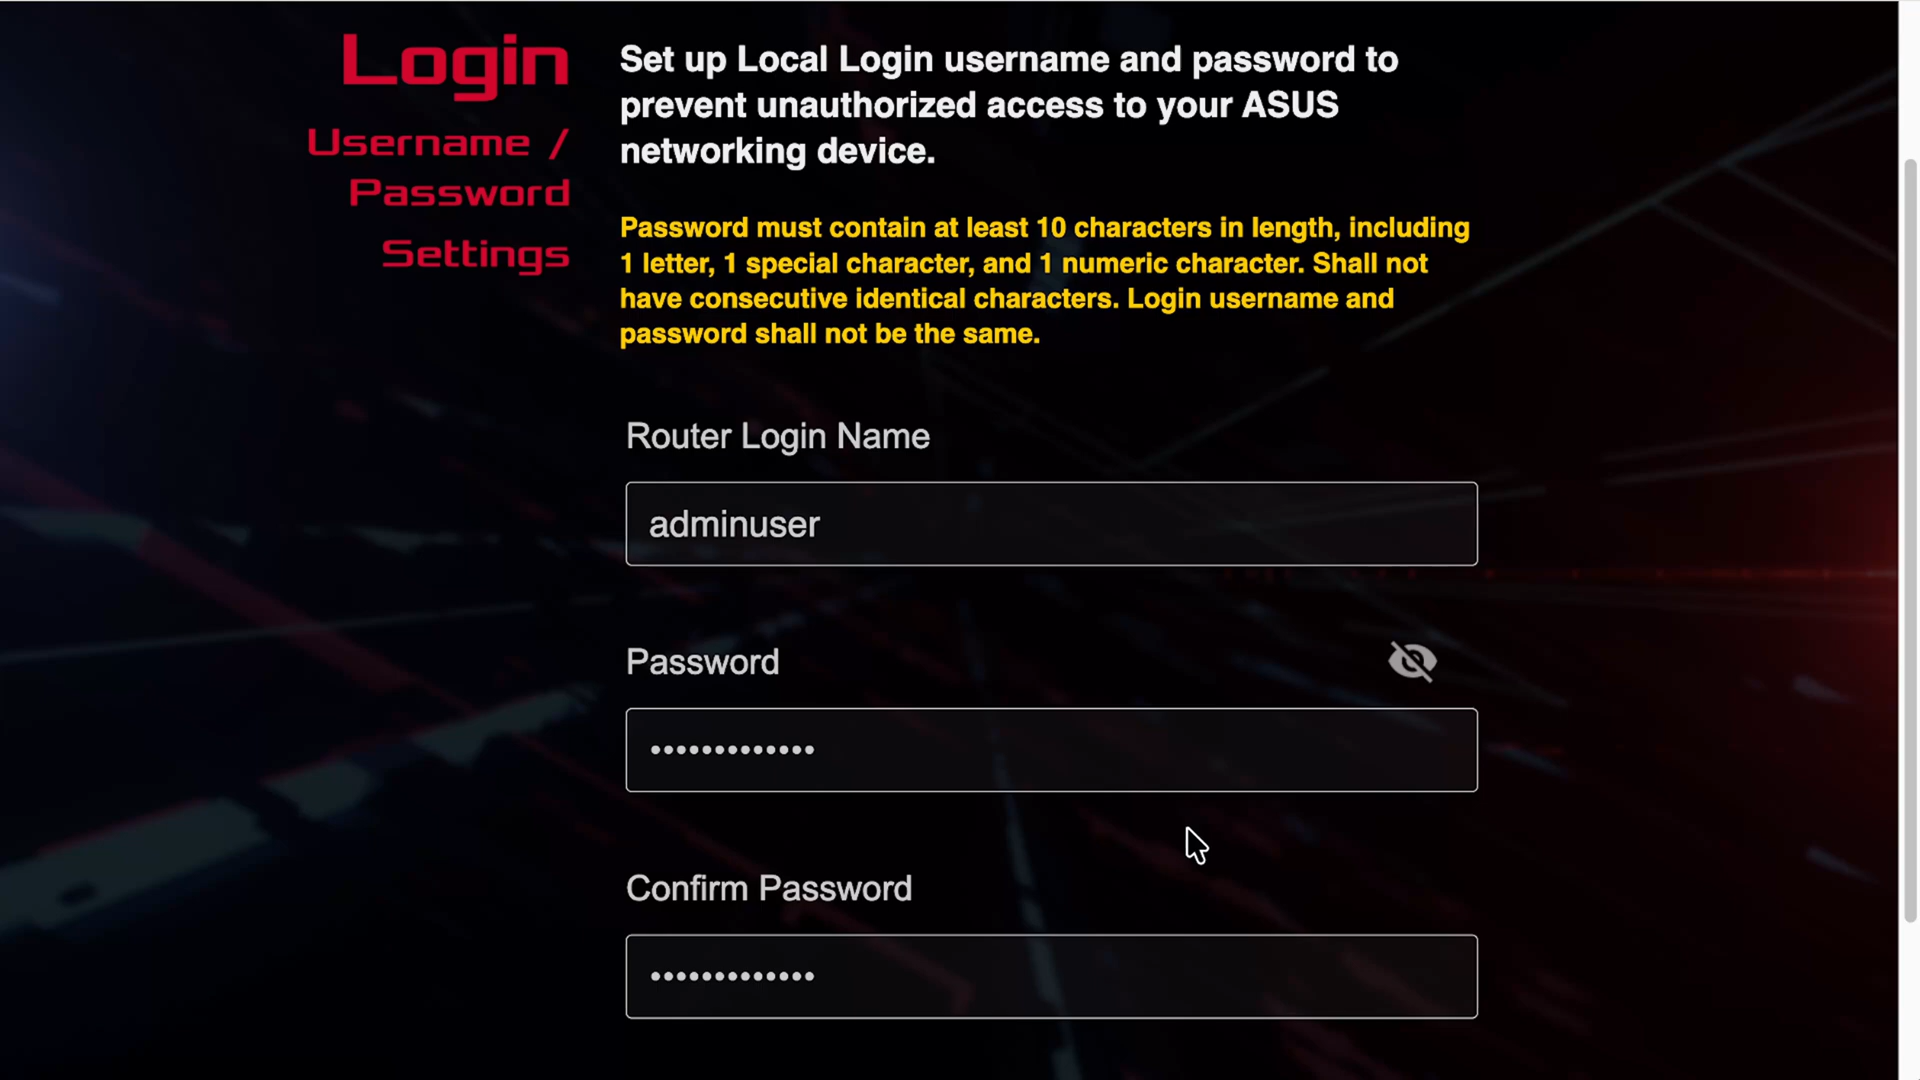 Login
Username /
Password
Settings
Set up Local Login username and password to
prevent unauthorized access to your ASUS
networking device.
Password must contain at least 10 characters in length, including
1 letter, 1 special character, and 1 numeric character. Shall not
have consecutive identical characters. Login username and
password shall not be the same.
Router Login Name
adminuser
Password
•••••••••••••
Confirm Password
•••••••••••••